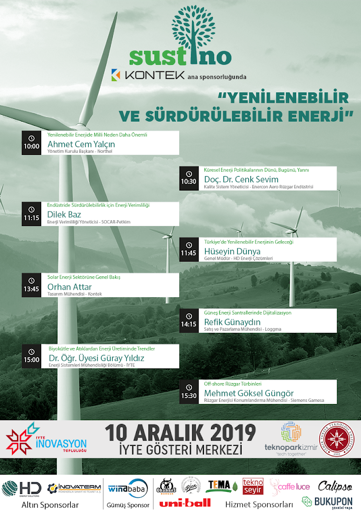 sustino
KONTEK ana sponsorluğunda
"YENİLENEBİLİR
VE SÜRDÜRÜLEBİLİR ENERJİ"
10:00
Yenilenebilir Enerjide Milli Neden Daha Önemli
Ahmet Cem Yalçın
Yönetim Kurulu Başkanı - Northel
10:30
Küresel Enerji Politikalarının Dünü, Bugünü, Yarını
Doç. Dr. Cenk Sevim
11:15
Endüstride Sürdürülebilirlik için Enerji Verimliliği
Dilek Baz
Enerji Verimliliği Yöneticisi - SOCAR-Petkim
11:45
Türkiye'de Yenilenebilir Enerjinin Geleceği
Hüseyin Dünya
Genel Müdür - HD Enerji Çözümleri
13:45
Solar Enerji Sektörüne Genel Bakış
Orhan Attar
Tasarım Mühendisi - Kontek
14:15
Güneş Enerji Santrallerinde Dijitalizasyon
Refik Günaydın
Satış ve Pazarlama Mühendisi -
15:00
Biyokütle ve Atıklardan Enerji Üretiminde Trendler
Dr. Öğr. Üyesi Güray Yıldız
Enerji Sistemleri Mühendisliği Bölümü - İYTE
15:30
Off-shore Rüzgar Türbinleri
Mehmet Göksel Güngör
Rüzgar Enerjisi Konumlandırma Mühendisi - Siemens Gamesa
İYTE
İNOVASYON
TOPLULUĞU
10 ARALIK 2019
İYTE GÖSTERİ MERKEZİ
teknoparkizmir
HD
INOVATERM
windbaba
TEMA
tekno
seyir
caffe luce
Calipso
Altın Sponsorlar
Gümüş Sponsor
uni-ball
Hizmet Sponsorları
BUKUPON